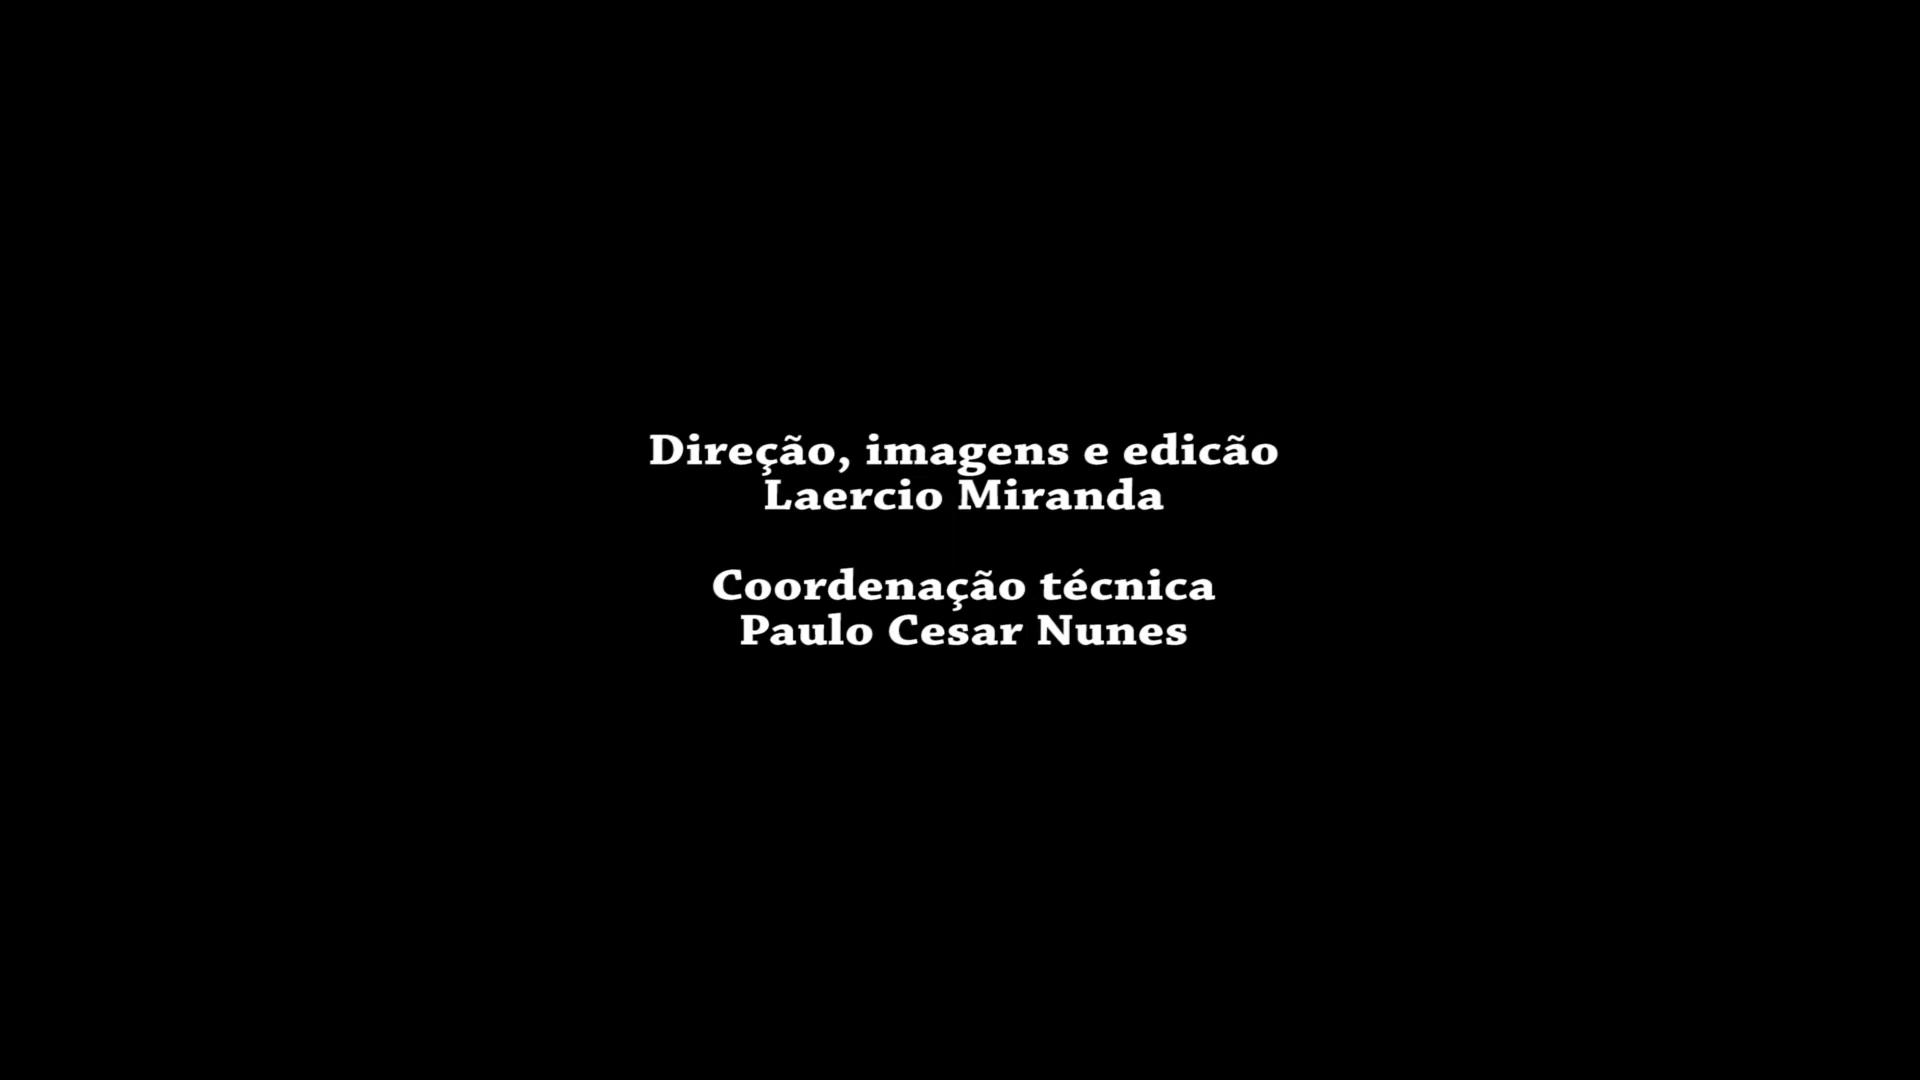 Direção, imagens e edicão
Laercio Miranda
Coordenação técnica
Paulo Cesar Nunes